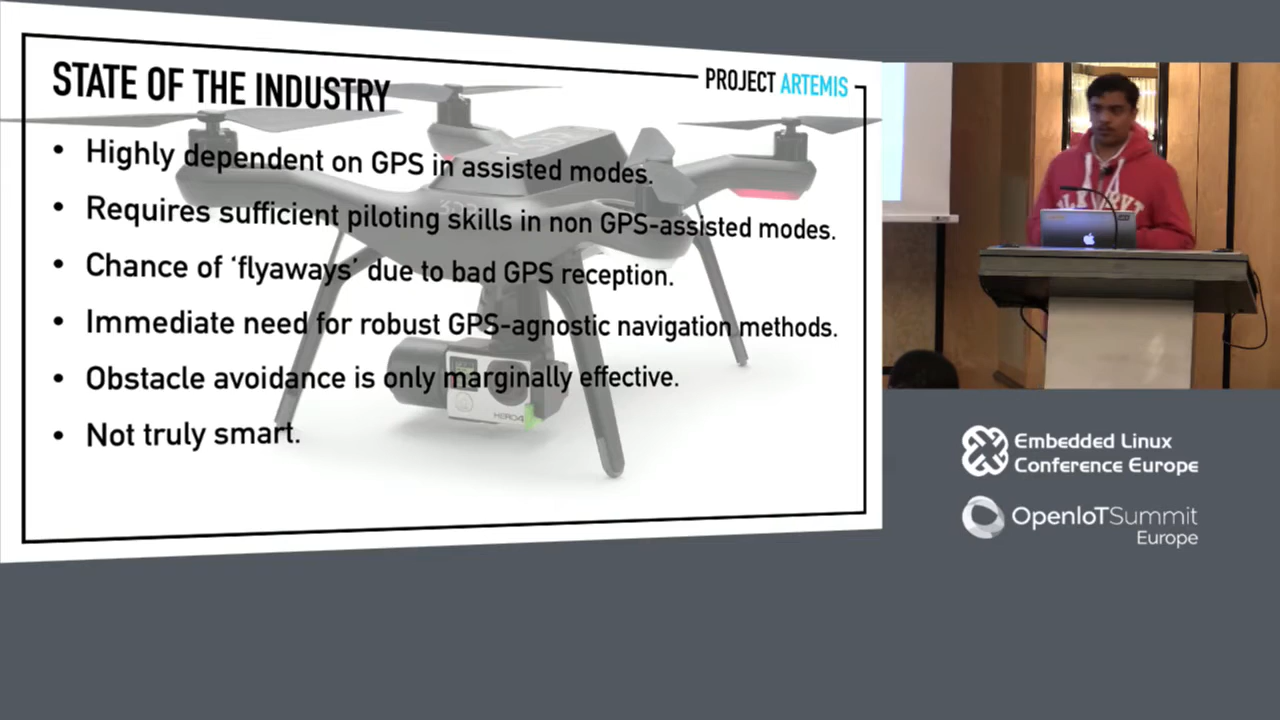 STATE OF THE INDUSTRY
PROJECT ARTEMIS
• Highly dependent on GPS in assisted modes.
• Requires sufficient piloting skills in non GPS-assisted modes.
• Chance of ‘flyaways’ due to bad GPS reception.
• Immediate need for robust GPS-agnostic navigation methods.
• Obstacle avoidance is only marginally effective.
• Not truly smart.
HERO4
Embedded Linux
Conference Europe
OpenIoTSummit
Europe